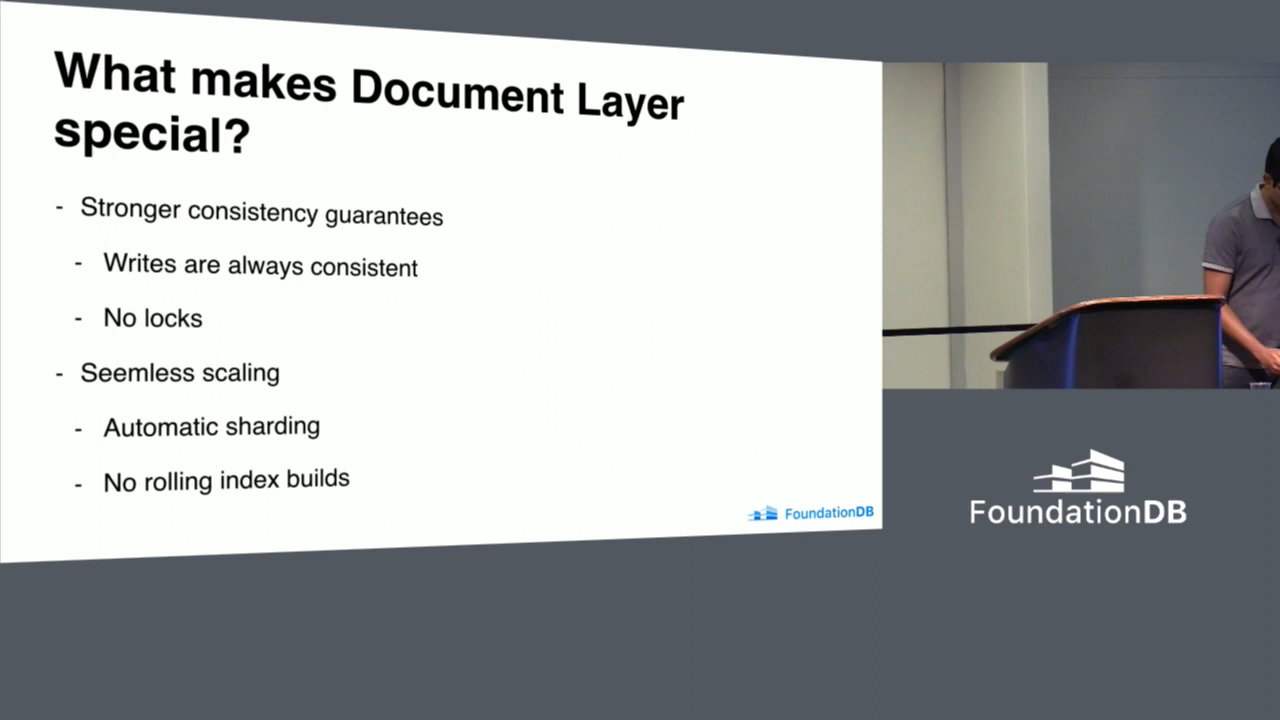 What makes Document Layer
special?
- Stronger consistency guarantees
- Writes are always consistent
- No locks
- Seemless scaling
- Automatic sharding
- No rolling index builds
FoundationDB
FoundationDB